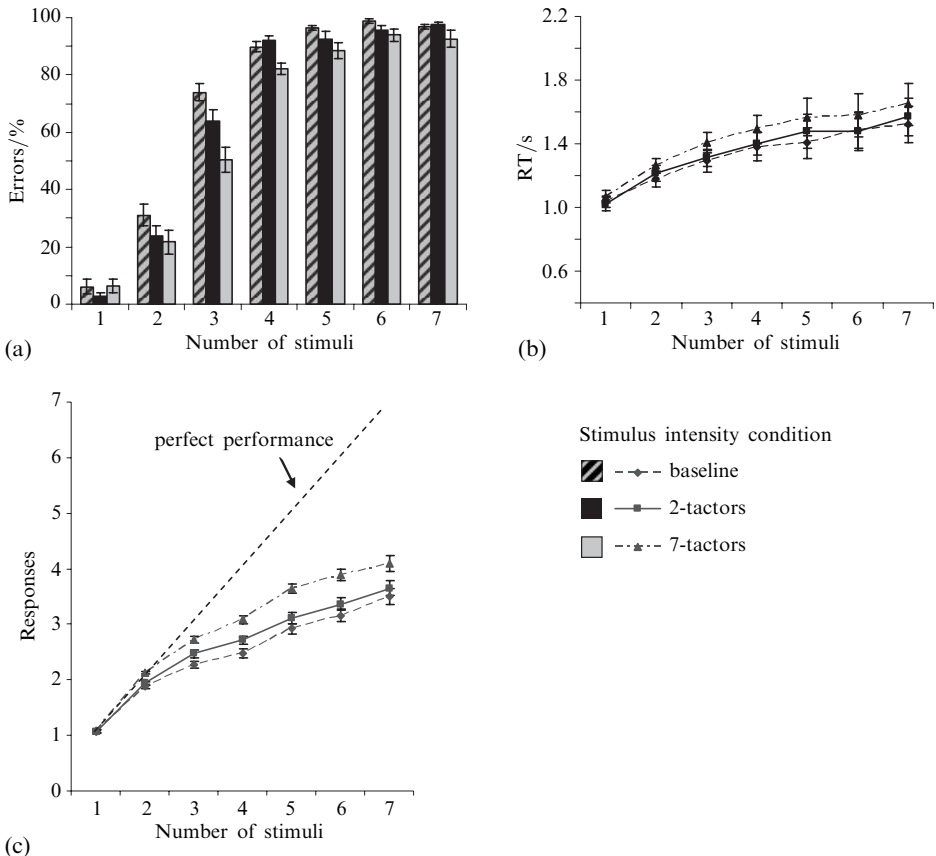 100
80
60
40
20
0
Errors/%
1 2 3 4 5 6 7
Number of stimuli
(a)
2.2
1.8
1.4
1.0
0.6
RT/s
1 2 3 4 5 6 7
Number of stimuli
(b)
7
6
5
4
3
2
1
0
Responses
perfect performance
1 2 3 4 5 6 7
Number of stimuli
(c)
Stimulus intensity condition
baseline
2-tactors
7-tactors